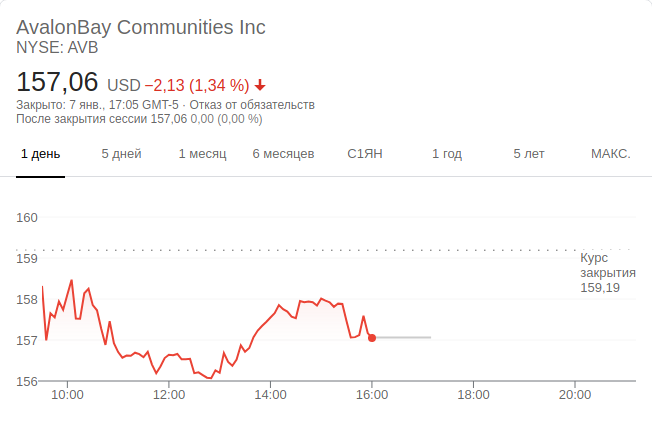 AvalonBay Communities Inc
NYSE: AVB
157,06 USD −2,13 (1,34 %)
Закрыто: 7 янв., 17:05 GMT-5 · Отказ от обязательств
После закрытия сессии 157,06 0,00 (0,00 %)
1 день 5 дней 1 месяц 6 месяцев С1ЯН 1 год 5 лет МАКС.
160
159
158
157
156
Курс
закрытия
159,19
10:00 12:00 14:00 16:00 18:00 20:00